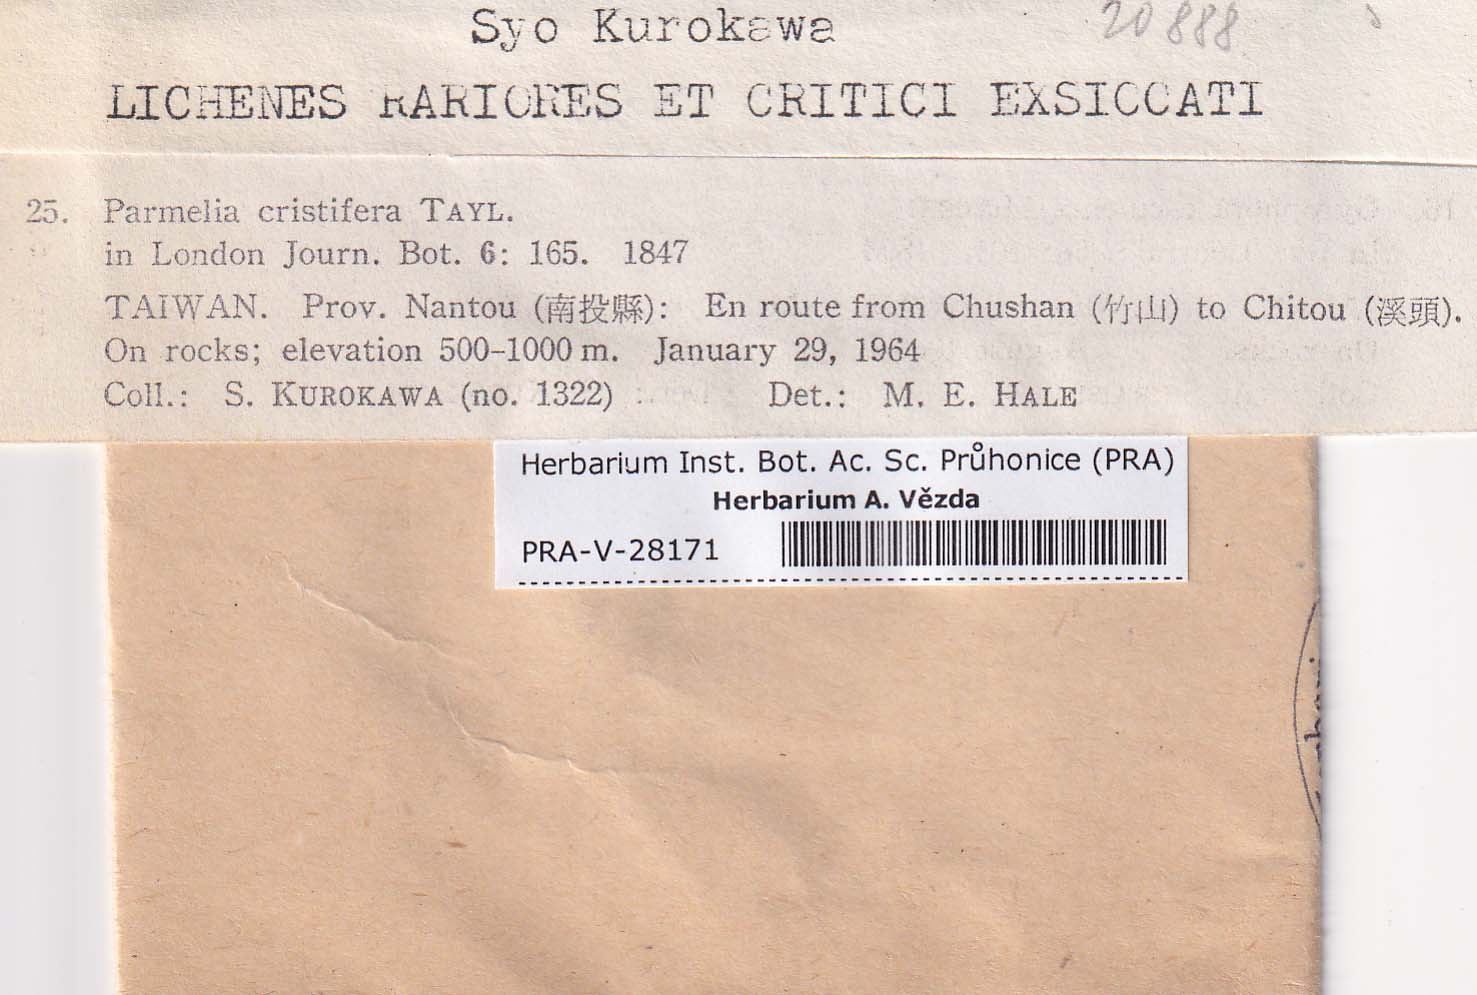 Syo Kurokawa
20888
LICHENES RARIORES ET CRITICI EXSICCATI
25. Parmelia cristifera TAYL.
in London Journ. Bot. 6: 165. 1847
TAIWAN. Prov. Nantou (南投縣): En route from Chushan (竹山) to Chitou (溪頭).
On rocks; elevation 500–1000 m. January 29, 1964
Coll.: S. KUROKAWA (no. 1322) Det.: M. E. HALE
Herbarium Inst. Bot. Ac. Sc. Průhonice (PRA)
Herbarium A. Vězda
PRA-V-28171